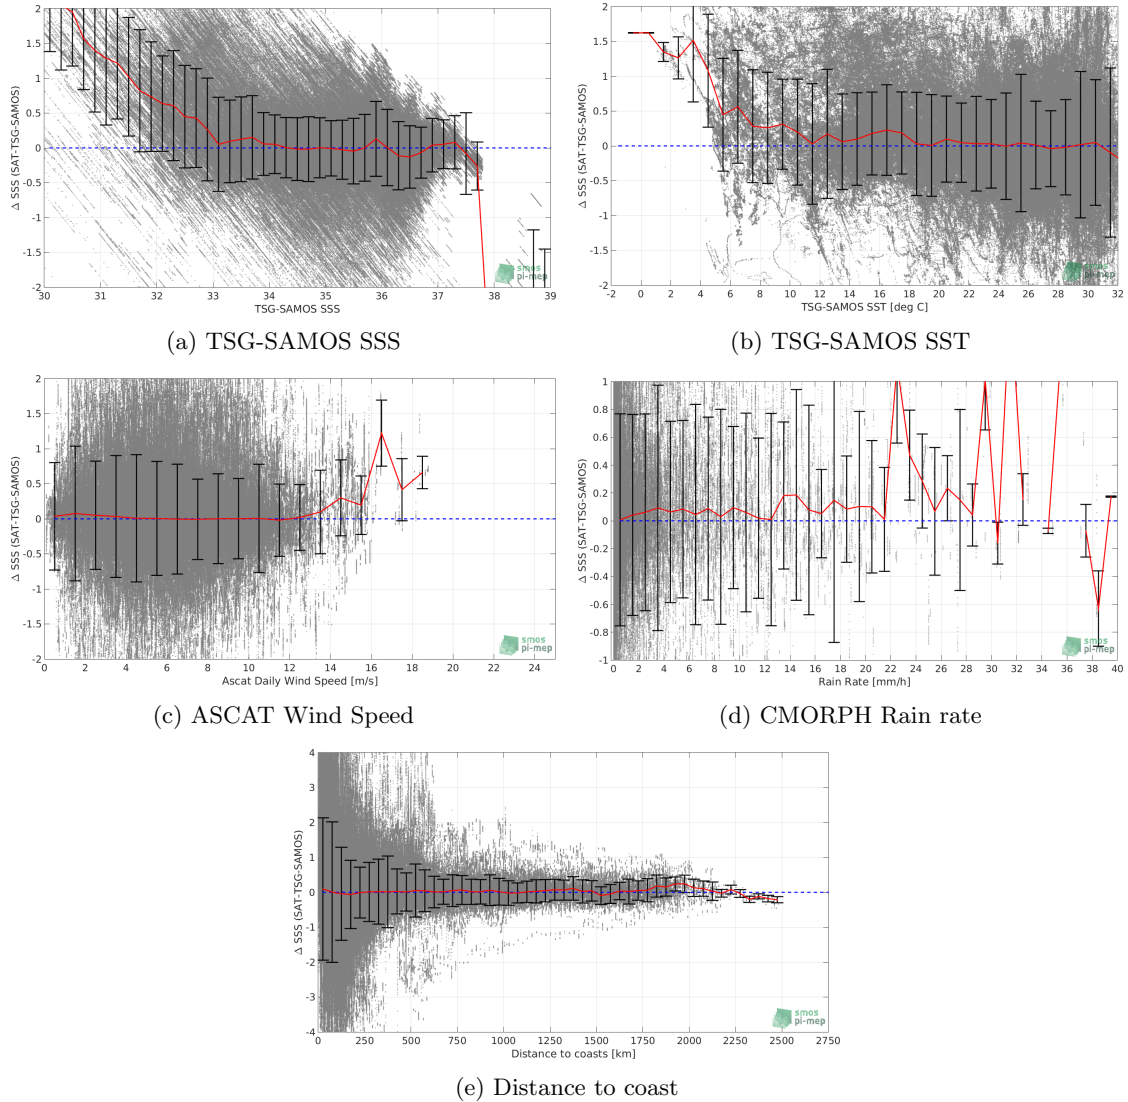 Δ SSS (SAT-TSG-SAMOS)
2
1.5
1
0.5
0
-0.5
-1
-1.5
-2
30 31 32 33 34 35 36 37 38 39
TSG-SAMOS SSS
smos
pi-mep
(a) TSG-SAMOS SSS
Δ SSS (SAT-TSG-SAMOS)
2
1.5
1
0.5
0
-0.5
-1
-1.5
-2
-2 0 2 4 6 8 10 12 14 16 18 20 22 24 26 28 30 32
TSG-SAMOS SST [deg C]
smos
pi-mep
(b) TSG-SAMOS SST
Δ SSS (SAT-TSG-SAMOS)
2
1.5
1
0.5
0
-0.5
-1
-1.5
-2
0 2 4 6 8 10 12 14 16 18 20 22 24
Ascat Daily Wind Speed [m/s]
smos
pi-mep
(c) ASCAT Wind Speed
Δ SSS (SAT-TSG-SAMOS)
1
0.8
0.6
0.4
0.2
0
-0.2
-0.4
-0.6
-0.8
-1
0 2 4 6 8 10 12 14 16 18 20 22 24 26 28 30 32 34 36 38 40
Rain Rate [mm/h]
smos
pi-mep
(d) CMORPH Rain rate
Δ SSS (SAT-TSG-SAMOS)
4
3
2
1
0
-1
-2
-3
-4
0 250 500 750 1000 1250 1500 1750 2000 2250 2500 2750
Distance to coasts [km]
smos
pi-mep
(e) Distance to coast